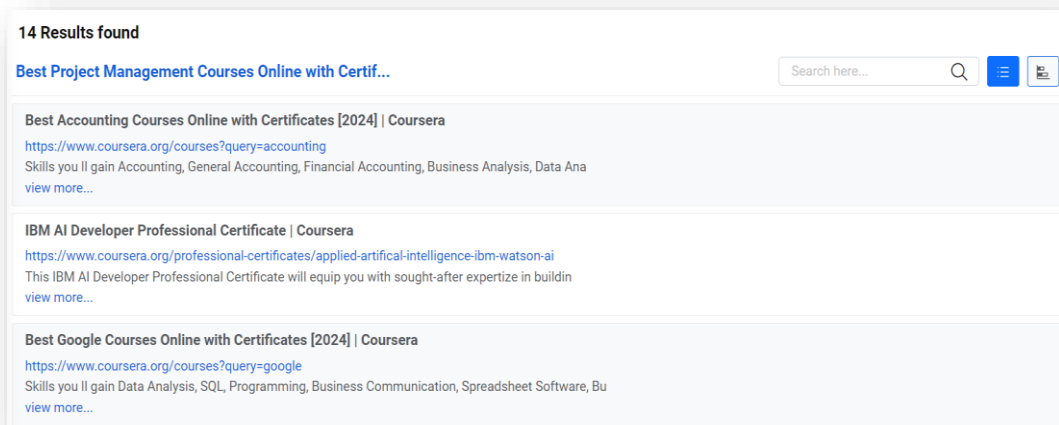 14 Results found
Best Project Management Courses Online with Certif...
Search here...
Best Accounting Courses Online with Certificates [2024] | Coursera
https://www.coursera.org/courses?query=accounting
Skills you ll gain Accounting, General Accounting, Financial Accounting, Business Analysis, Data Ana
view more...
IBM AI Developer Professional Certificate | Coursera
https://www.coursera.org/professional-certificates/applied-artifical-intelligence-ibm-watson-ai
This IBM AI Developer Professional Certificate will equip you with sought-after expertize in buildin
view more...
Best Google Courses Online with Certificates [2024] | Coursera
https://www.coursera.org/courses?query=google
Skills you ll gain Data Analysis, SQL, Programming, Business Communication, Spreadsheet Software, Bu
view more...